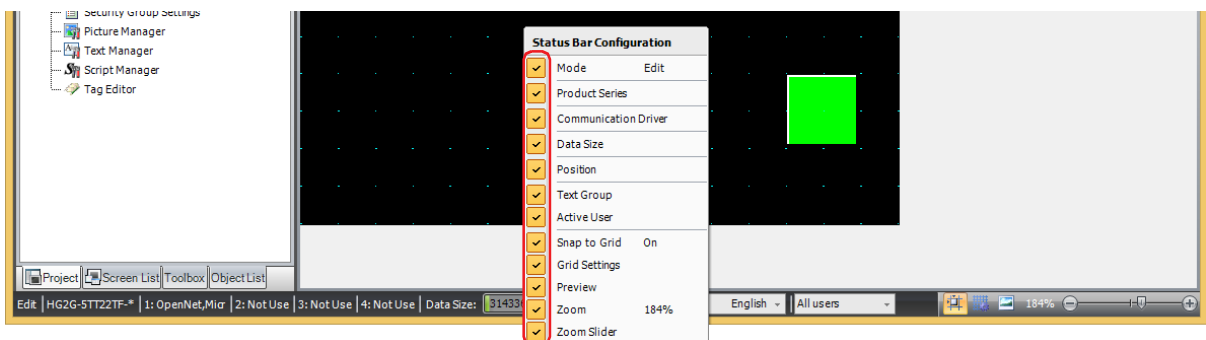 Security Group Settings
Picture Manager
Text Manager
Script Manager
Tag Editor
Status Bar Configuration
Mode Edit
Product Series
Communication Driver
Data Size
Position
Text Group
Active User
Snap to Grid On
Grid Settings
Preview
Zoom 184%
Zoom Slider
Project Screen List Toolbox Object List
Edit HG2G-5TT22TF-* 1: OpenNet,Micr 2: Not Use 3: Not Use 4: Not Use Data Size: 31433 English All users 184%